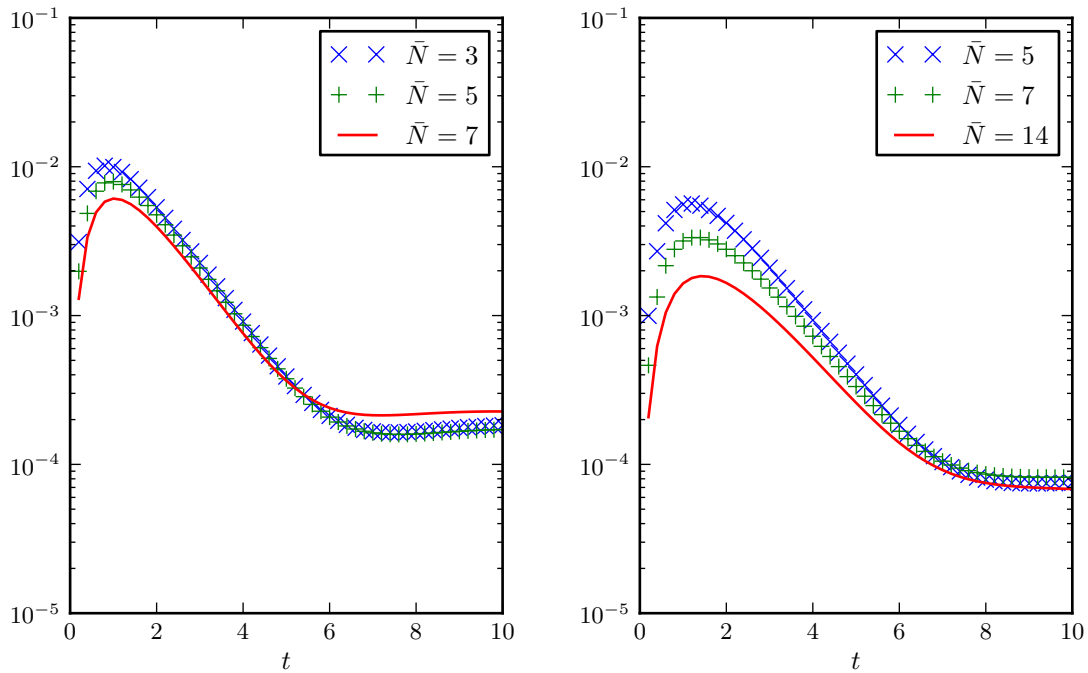 10⁻¹
10⁻²
10⁻³
10⁻⁴
10⁻⁵
0 2 4 6 8 10
t
N̄ = 3
N̄ = 5
N̄ = 7
10⁻¹
10⁻²
10⁻³
10⁻⁴
10⁻⁵
0 2 4 6 8 10
t
N̄ = 5
N̄ = 7
N̄ = 14